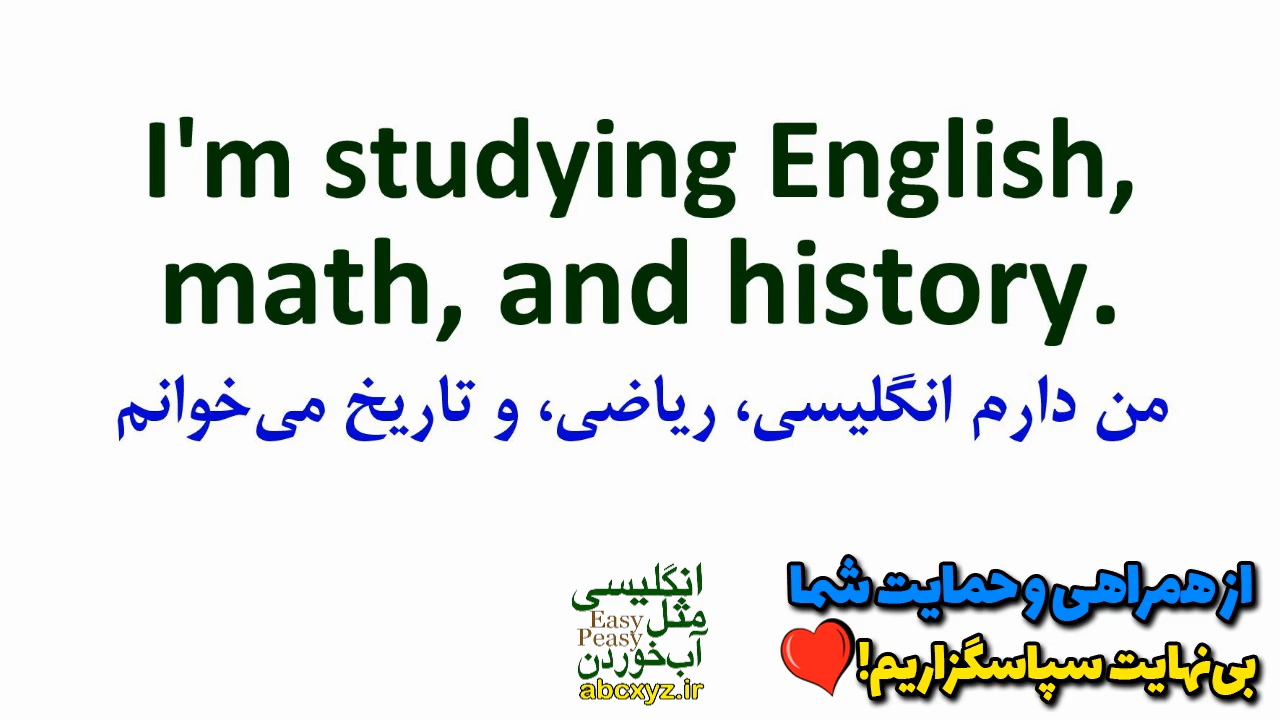 I'm studying English,
math, and history.
من دارم انگلیسی، ریاضی، و تاریخ می‌خوانم
انگلیسی
مثل
Easy
Peasy
آب‌خوردن
abcxyz.ir
از همراهی و حمایت شما
بی‌نهایت سپاسگزاریم!